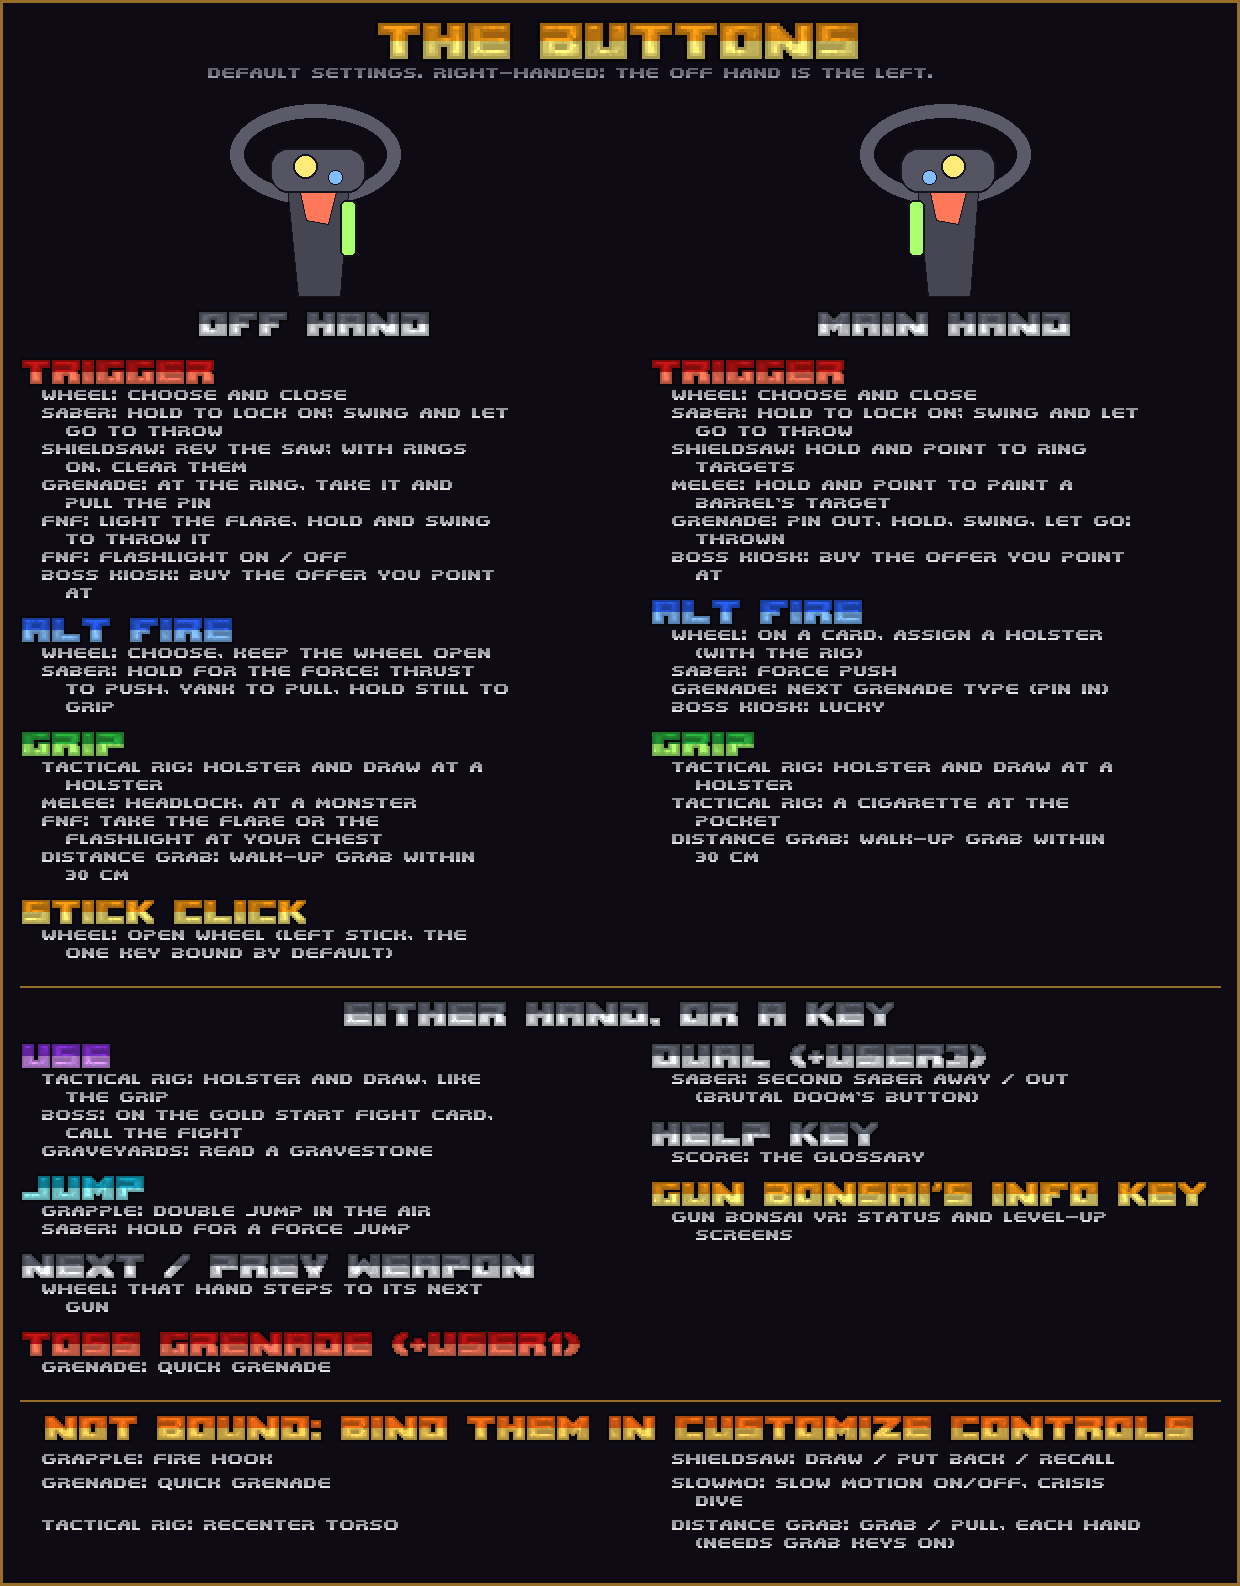 THE BUTTONS
DEFAULT SETTINGS. RIGHT-HANDED: THE OFF HAND IS THE LEFT.
OFF HAND
TRIGGER
WHEEL: CHOOSE AND CLOSE
SABER: HOLD TO LOCK ON; SWING AND LET
GO TO THROW
SHIELDSAW: REV THE SAW; WITH RINGS
ON, CLEAR THEM
GRENADE: AT THE RING, TAKE IT AND
PULL THE PIN
FNF: LIGHT THE FLARE, HOLD AND SWING
TO THROW IT
FNF: FLASHLIGHT ON / OFF
BOSS KIOSK: BUY THE OFFER YOU POINT
AT
ALT FIRE
WHEEL: CHOOSE, KEEP THE WHEEL OPEN
SABER: HOLD FOR THE FORCE: THRUST
TO PUSH, YANK TO PULL, HOLD STILL TO
GRIP
GRIP
TACTICAL RIG: HOLSTER AND DRAW AT A
HOLSTER
MELEE: HEADLOCK, AT A MONSTER
FNF: TAKE THE FLARE OR THE
FLASHLIGHT AT YOUR CHEST
DISTANCE GRAB: WALK-UP GRAB WITHIN
30 CM
STICK CLICK
WHEEL: OPEN WHEEL (LEFT STICK, THE
ONE KEY BOUND BY DEFAULT)
MAIN HAND
TRIGGER
WHEEL: CHOOSE AND CLOSE
SABER: HOLD TO LOCK ON; SWING AND LET
GO TO THROW
SHIELDSAW: HOLD AND POINT TO RING
TARGETS
MELEE: HOLD AND POINT TO PAINT A
BARREL'S TARGET
GRENADE: PIN OUT, HOLD, SWING, LET GO:
THROWN
BOSS KIOSK: BUY THE OFFER YOU POINT
AT
ALT FIRE
WHEEL: ON A CARD, ASSIGN A HOLSTER
(WITH THE RIG)
SABER: FORCE PUSH
GRENADE: NEXT GRENADE TYPE (PIN IN)
BOSS KIOSK: LUCKY
GRIP
TACTICAL RIG: HOLSTER AND DRAW AT A
HOLSTER
TACTICAL RIG: A CIGARETTE AT THE
POCKET
DISTANCE GRAB: WALK-UP GRAB WITHIN
30 CM
EITHER HAND, OR A KEY
USE
TACTICAL RIG: HOLSTER AND DRAW, LIKE
THE GRIP
BOSS: ON THE GOLD START FIGHT CARD,
CALL THE FIGHT
GRAVEYARDS: READ A GRAVESTONE
JUMP
GRAPPLE: DOUBLE JUMP IN THE AIR
SABER: HOLD FOR A FORCE JUMP
NEXT / PREV WEAPON
WHEEL: THAT HAND STEPS TO ITS NEXT
GUN
TOSS GRENADE (+USER1)
GRENADE: QUICK GRENADE
DUAL (+USER3)
SABER: SECOND SABER AWAY / OUT
(BRUTAL DOOM'S BUTTON)
HELP KEY
SCORE: THE GLOSSARY
GUN BONSAI'S INFO KEY
GUN BONSAI VR: STATUS AND LEVEL-UP
SCREENS
NOT BOUND: BIND THEM IN CUSTOMIZE CONTROLS
GRAPPLE: FIRE HOOK
GRENADE: QUICK GRENADE
TACTICAL RIG: RECENTER TORSO
SHIELDSAW: DRAW / PUT BACK / RECALL
SLOWMO: SLOW MOTION ON/OFF, CRISIS
DIVE
DISTANCE GRAB: GRAB / PULL, EACH HAND
(NEEDS GRAB KEYS ON)